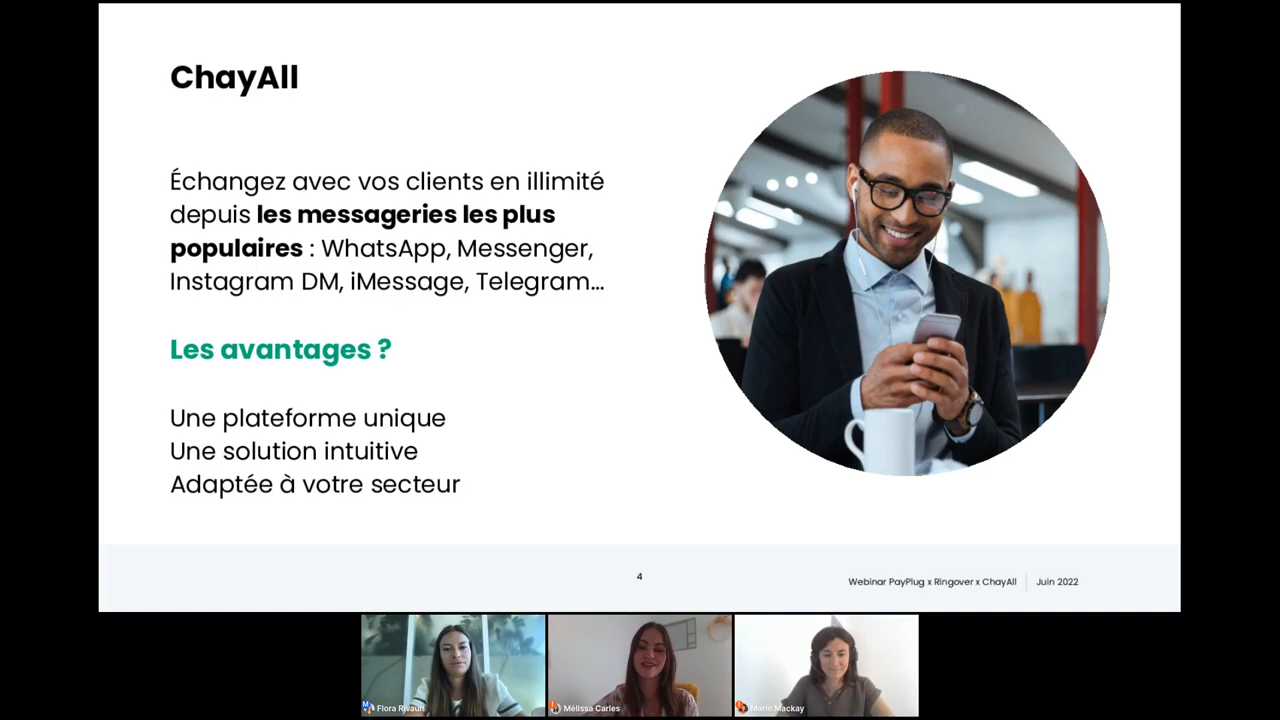 ChayAll
Échangez avec vos clients en illimité
depuis les messageries les plus
populaires : WhatsApp, Messenger,
Instagram DM, iMessage, Telegram...
Les avantages ?
Une plateforme unique
Une solution intuitive
Adaptée à votre secteur
4
Webinar PayPlug x Ringover x ChayAll
Juin 2022
Flora Rivault
Mélissa Carles
Marie Mackay